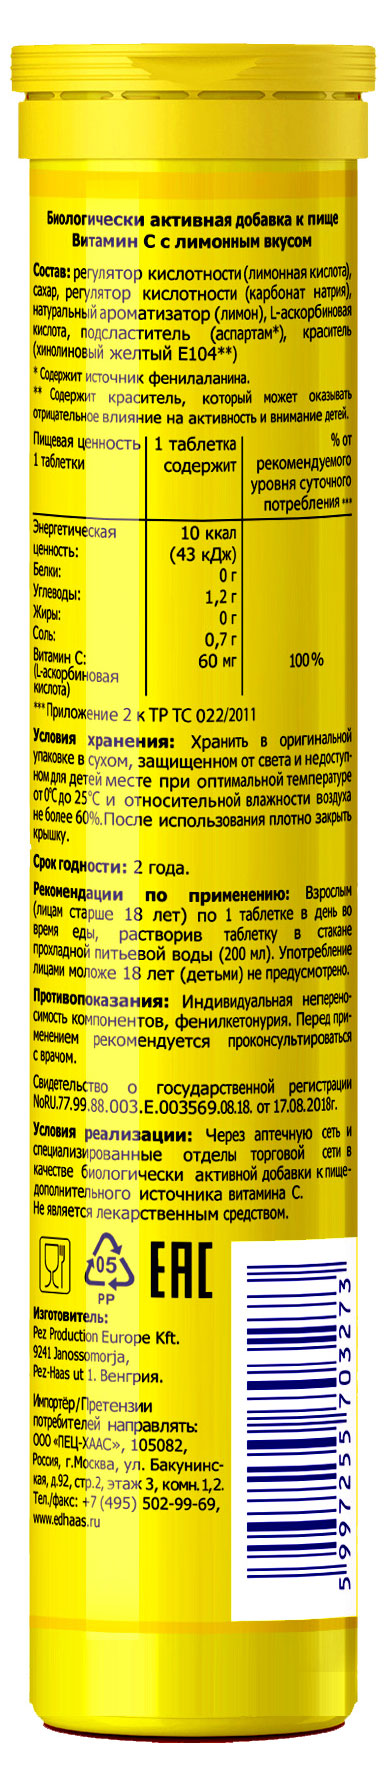 Биологически активная добавка к пище
Витамин С с лимонным вкусом
Состав: регулятор кислотности (лимонная кислота),
сахар, регулятор кислотности (карбонат натрия),
натуральный ароматизатор (лимон), L-аскорбиновая
кислота, подсластитель (аспартам*), краситель
(хинолиновый желтый Е104**)
* Содержит источник фенилаланина.
** Содержит краситель, который может оказывать
отрицательное влияние на активность и внимание детей.
Пищевая ценность 1 таблетка % от
1 таблетки содержит рекомендуемого
уровня суточного
потребления ***
Энергетическая 10 ккал
ценность: (43 кДж)
Белки: 0 г
Углеводы: 1,2 г
Жиры: 0 г
Соль: 0,7 г
Витамин С: 60 мг 100%
(L-аскорбиновая
кислота)
*** Приложение 2 к ТР ТС 022/2011
Условия хранения: Хранить в оригинальной
упаковке в сухом, защищенном от света и недоступ-
ном для детей месте при оптимальной температуре
от 0°С до 25°С и относительной влажности воздуха
не более 60%. После использования плотно закрыть
крышку.
Срок годности: 2 года.
Рекомендации по применению: Взрослым
(лицам старше 18 лет) по 1 таблетке в день во
время еды, растворив таблетку в стакане
прохладной питьевой воды (200 мл). Употребление
лицами моложе 18 лет (детьми) не предусмотрено.
Противопоказания: Индивидуальная неперено-
симость компонентов, фенилкетонурия. Перед при-
менением рекомендуется проконсультироваться
с врачом.
Свидетельство о государственной регистрации
NoRU.77.99.88.003.Е.003569.08.18. от 17.08.2018г.
Условия реализации: Через аптечную сеть и
специализированные отделы торговой сети в
качестве биологически активной добавки к пище-
дополнительного источника витамина С.
Не является лекарственным средством.
05
PP
EAC
Изготовитель:
Pez Production Europe Kft.
9241 Janossomorja,
Pez-Haas ut 1. Венгрия.
Импортёр/Претензии
потребителей направлять:
ООО «ПЕЦ-ХААС», 105082,
Россия, г.Москва, ул. Бакунинс-
кая, д.92, стр.2, этаж 3, комн.1,2.
Тел./факс: +7 (495) 502-99-69,
www.edhaas.ru
5997255703273